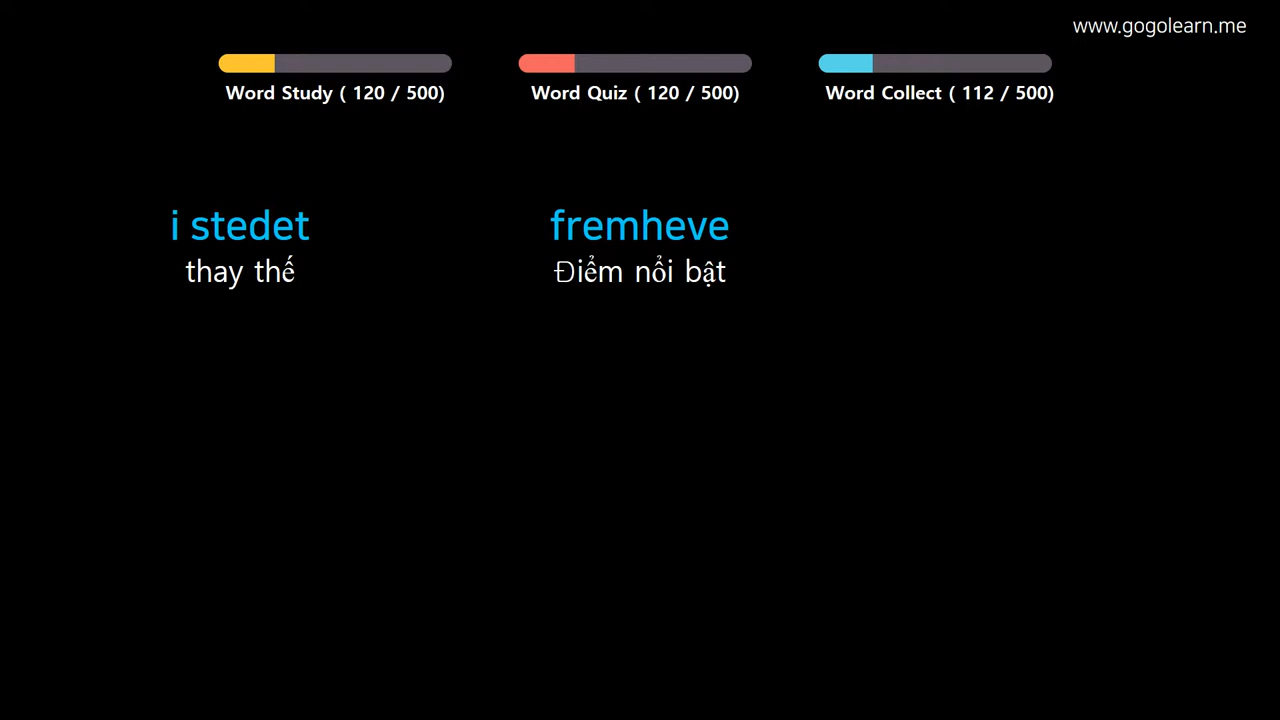 www.gogolearn.me
Word Study ( 120 / 500)
Word Quiz ( 120 / 500)
Word Collect ( 112 / 500)
i stedet
thay thế
fremheve
Điểm nổi bật